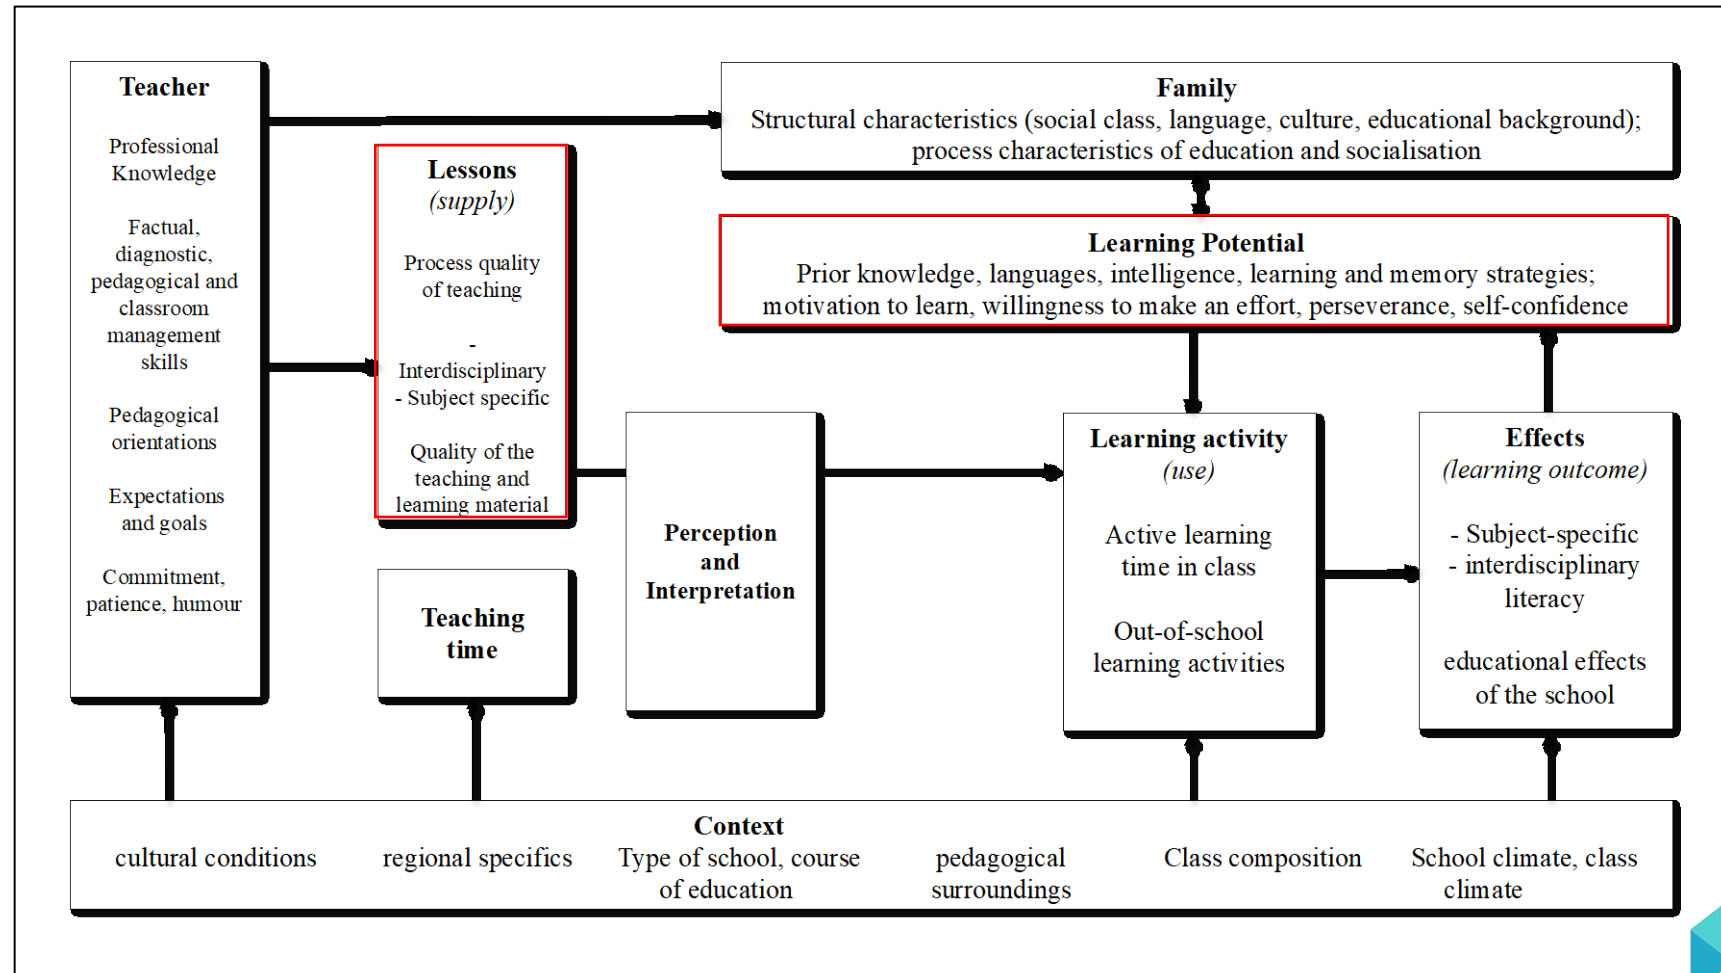 Teacher
Professional
Knowledge
Factual,
diagnostic,
pedagogical and
classroom
management
skills
Pedagogical
orientations
Expectations
and goals
Commitment,
patience, humour
Lessons
(supply)
Process quality
of teaching
-
Interdisciplinary
- Subject specific
Quality of the
teaching and
learning material
Teaching
time
Perception
and
Interpretation
Family
Structural characteristics (social class, language, culture, educational background);
process characteristics of education and socialisation
Learning Potential
Prior knowledge, languages, intelligence, learning and memory strategies;
motivation to learn, willingness to make an effort, perseverance, self-confidence
Learning activity
(use)
Active learning
time in class
Out-of-school
learning activities
Effects
(learning outcome)
- Subject-specific
- interdisciplinary
literacy
educational effects
of the school
Context
cultural conditions
regional specifics
Type of school, course
of education
pedagogical
surroundings
Class composition
School climate, class
climate